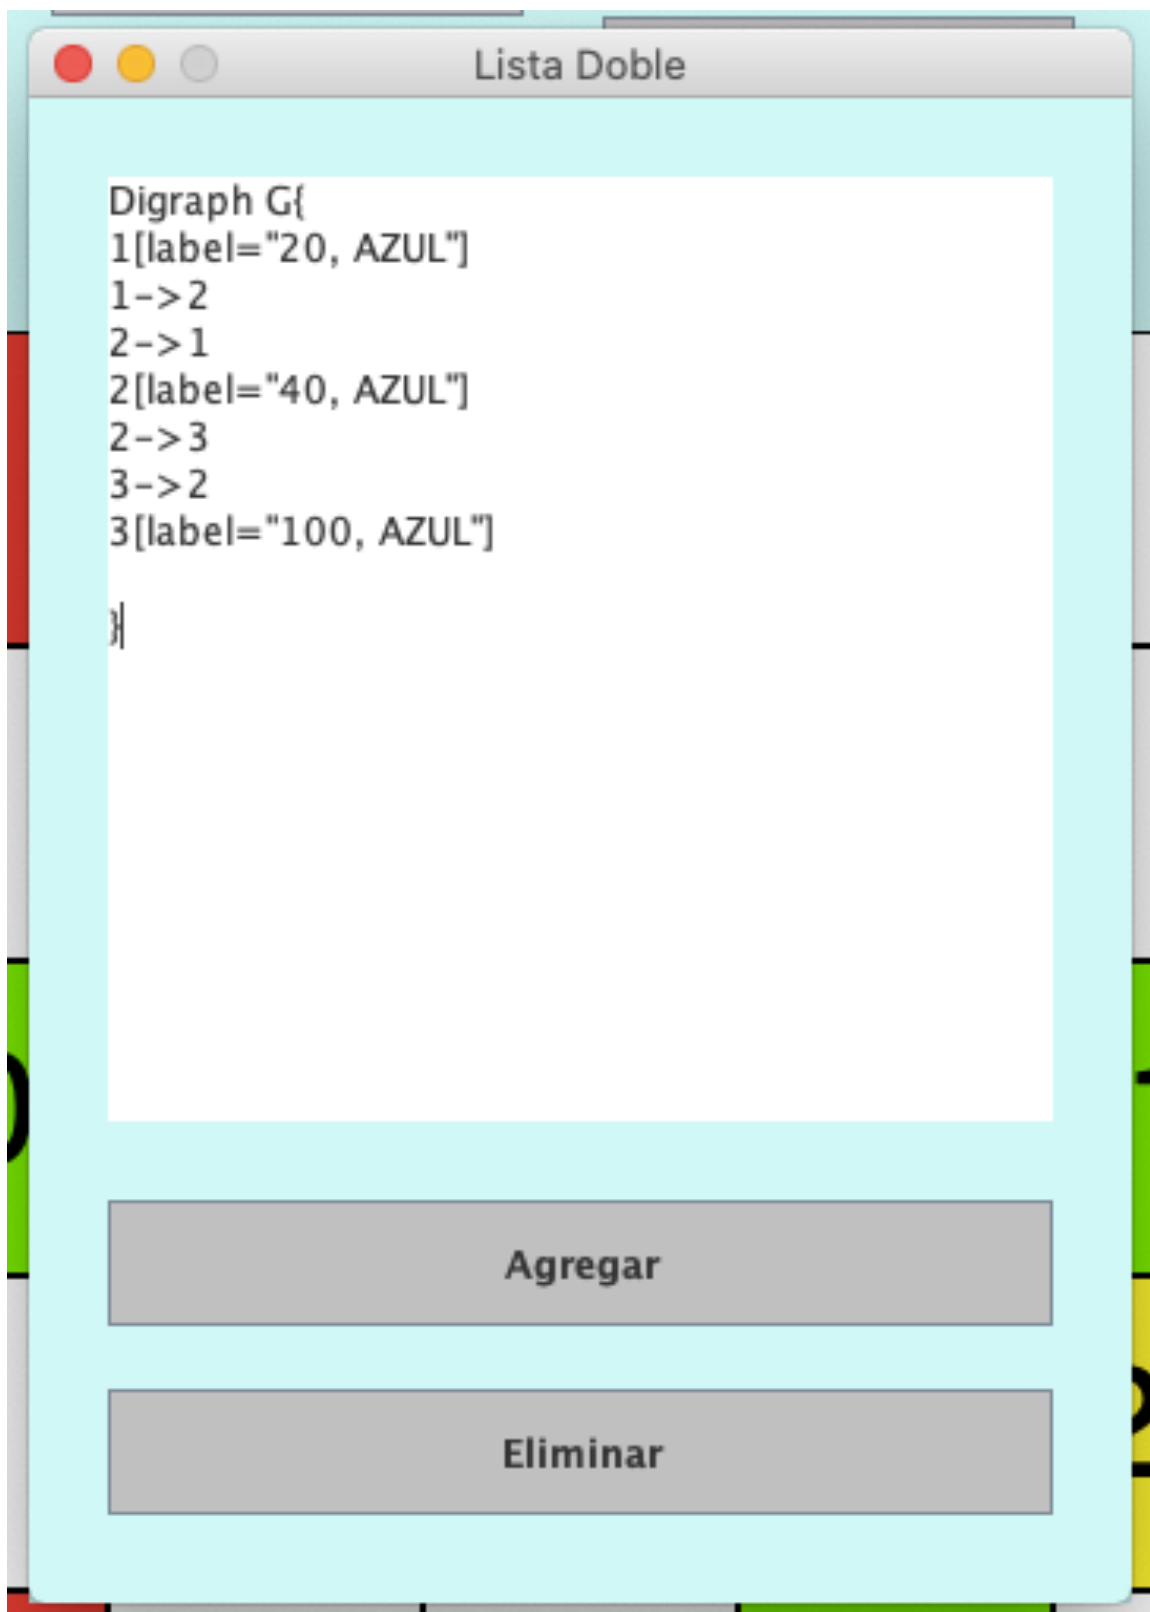 Lista Doble
Digraph G{
1[label="20, AZUL"]
1->2
2->1
2[label="40, AZUL"]
2->3
3->2
3[label="100, AZUL"]
}
Agregar
Eliminar